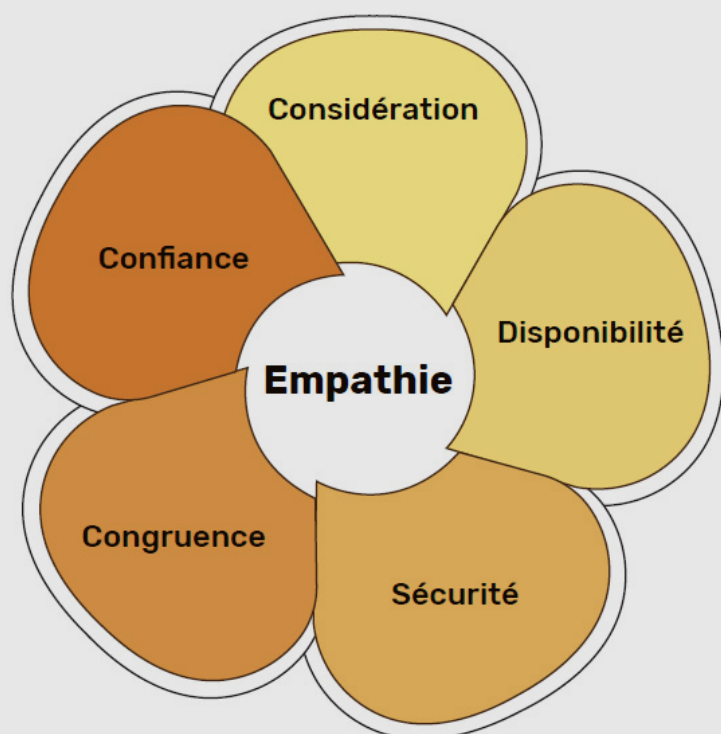 Considération
Confiance
Disponibilité
Empathie
Congruence
Sécurité